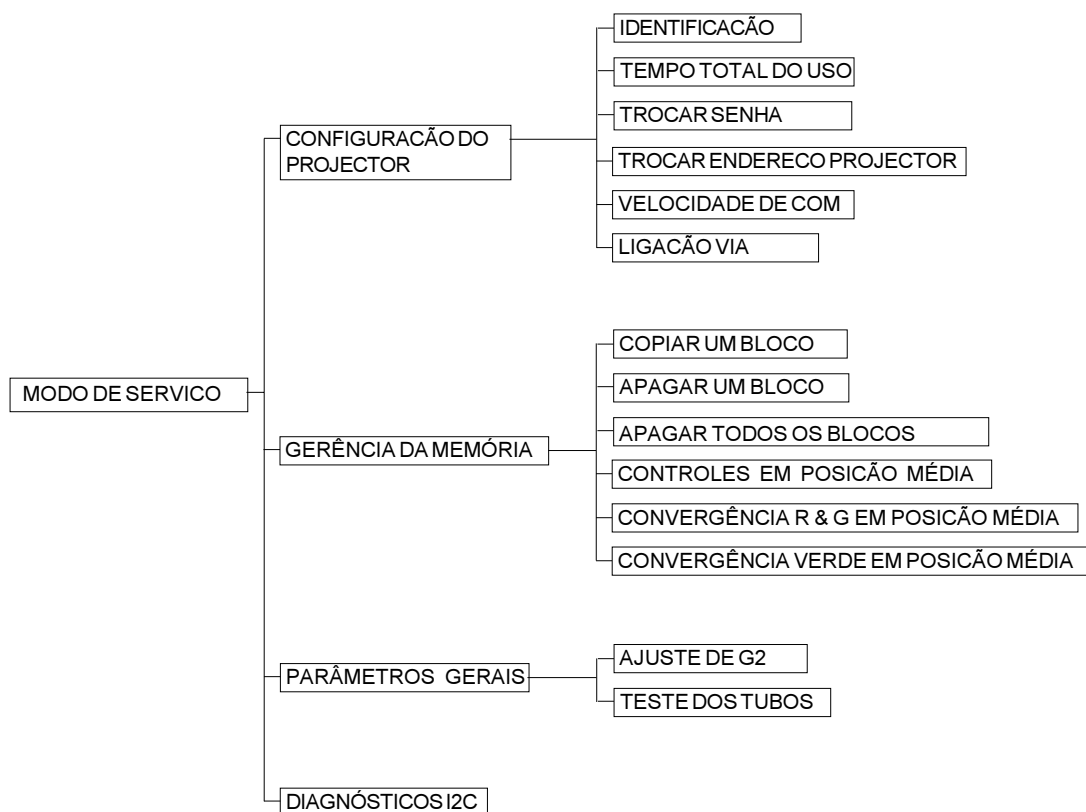 MODO DE SERVICO
CONFIGURACÃO DO
PROJECTOR
IDENTIFICACÃO
TEMPO TOTAL DO USO
TROCAR SENHA
TROCAR ENDERECO PROJECTOR
VELOCIDADE DE COM
LIGACÃO VIA
GERÊNCIA DA MEMÓRIA
COPIAR UM BLOCO
APAGAR UM BLOCO
APAGAR TODOS OS BLOCOS
CONTROLES EM POSICÃO MÉDIA
CONVERGÊNCIA R & G EM POSICÃO MÉDIA
CONVERGÊNCIA VERDE EM POSICÃO MÉDIA
PARÂMETROS GERAIS
AJUSTE DE G2
TESTE DOS TUBOS
DIAGNÓSTICOS I2C